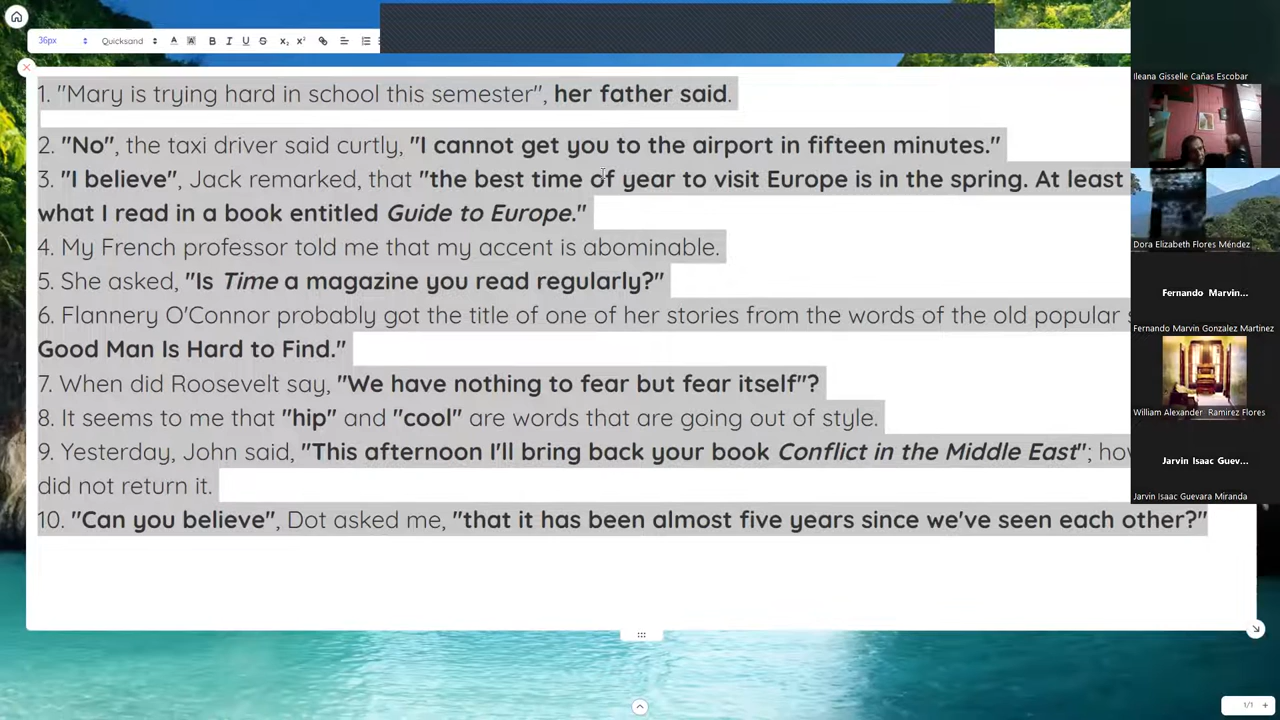 Ileana Gisselle Cañas Escobar
36px Quicksand A A B I U S X₂ X²
1. "Mary is trying hard in school this semester", her father said.
2. "No", the taxi driver said curtly, "I cannot get you to the airport in fifteen minutes."
3. "I believe", Jack remarked, that "the best time of year to visit Europe is in the spring. At least
what I read in a book entitled Guide to Europe."
4. My French professor told me that my accent is abominable.
5. She asked, "Is Time a magazine you read regularly?"
6. Flannery O'Connor probably got the title of one of her stories from the words of the old popular
Good Man Is Hard to Find."
7. When did Roosevelt say, "We have nothing to fear but fear itself"?
8. It seems to me that "hip" and "cool" are words that are going out of style.
9. Yesterday, John said, "This afternoon I'll bring back your book Conflict in the Middle East";
did not return it.
10. "Can you believe", Dot asked me, "that it has been almost five years since we've seen each other?"
Dora Elizabeth Flores Méndez
Fernando Marvin...
Fernando Marvin Gonzalez Martinez
William Alexander Ramirez Flores
Jarvin Isaac Guev...
Jarvin Isaac Guevara Miranda
1/1